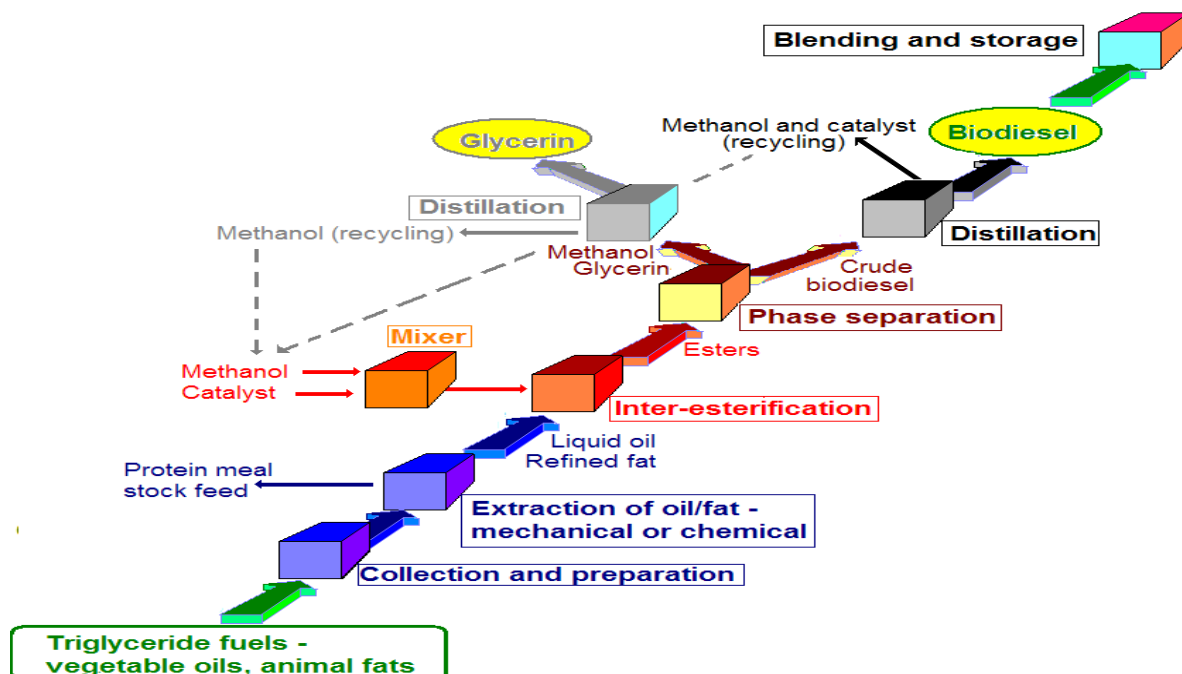 Blending and storage
Glycerin
Methanol and catalyst
(recycling)
Biodiesel
Distillation
Methanol (recycling)
Distillation
Methanol
Glycerin
Crude
biodiesel
Phase separation
Mixer
Esters
Methanol
Catalyst
Inter-esterification
Liquid oil
Refined fat
Protein meal
stock feed
Extraction of oil/fat -
mechanical or chemical
Collection and preparation
Triglyceride fuels -
vegetable oils, animal fats